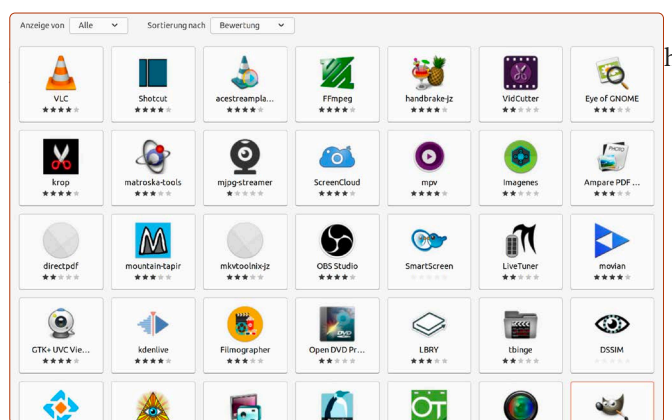 Anzeige von Alle Sortierung nach Bewertung
VLC Shotcut acestreampla... FFmpeg handbrake-jz VidCutter Eye of GNOME
krop matroska-tools mjpg-streamer ScreenCloud mpv Imagenes Ampare PDF ...
directpdf mountain-tapir mkvtoolnix-jz OBS Studio SmartScreen LiveTuner movian
GTK+ UVC Vie... kdenlive Filmographer Open DVD Pr... LBRY tbinge DSSIM